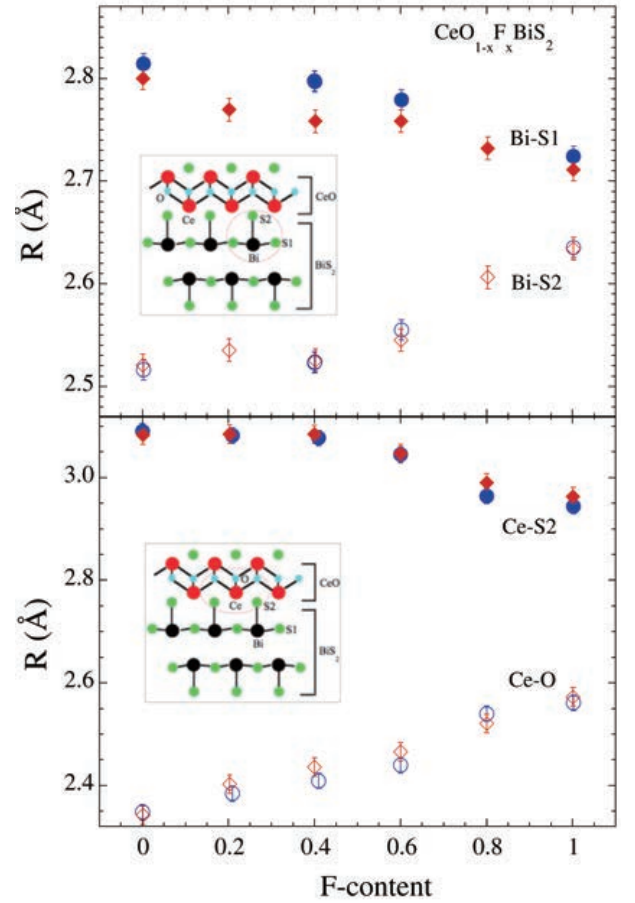 CeO1-xFxBiS2
2.8
Bi-S1
2.7
R (Å)
O
Ce
S2
S1
Bi
CeO
BiS2
2.6
Bi-S2
2.5
3.0
Ce-S2
2.8
R (Å)
O
Ce
S2
S1
Bi
CeO
BiS2
2.6
Ce-O
2.4
0 0.2 0.4 0.6 0.8 1
F-content